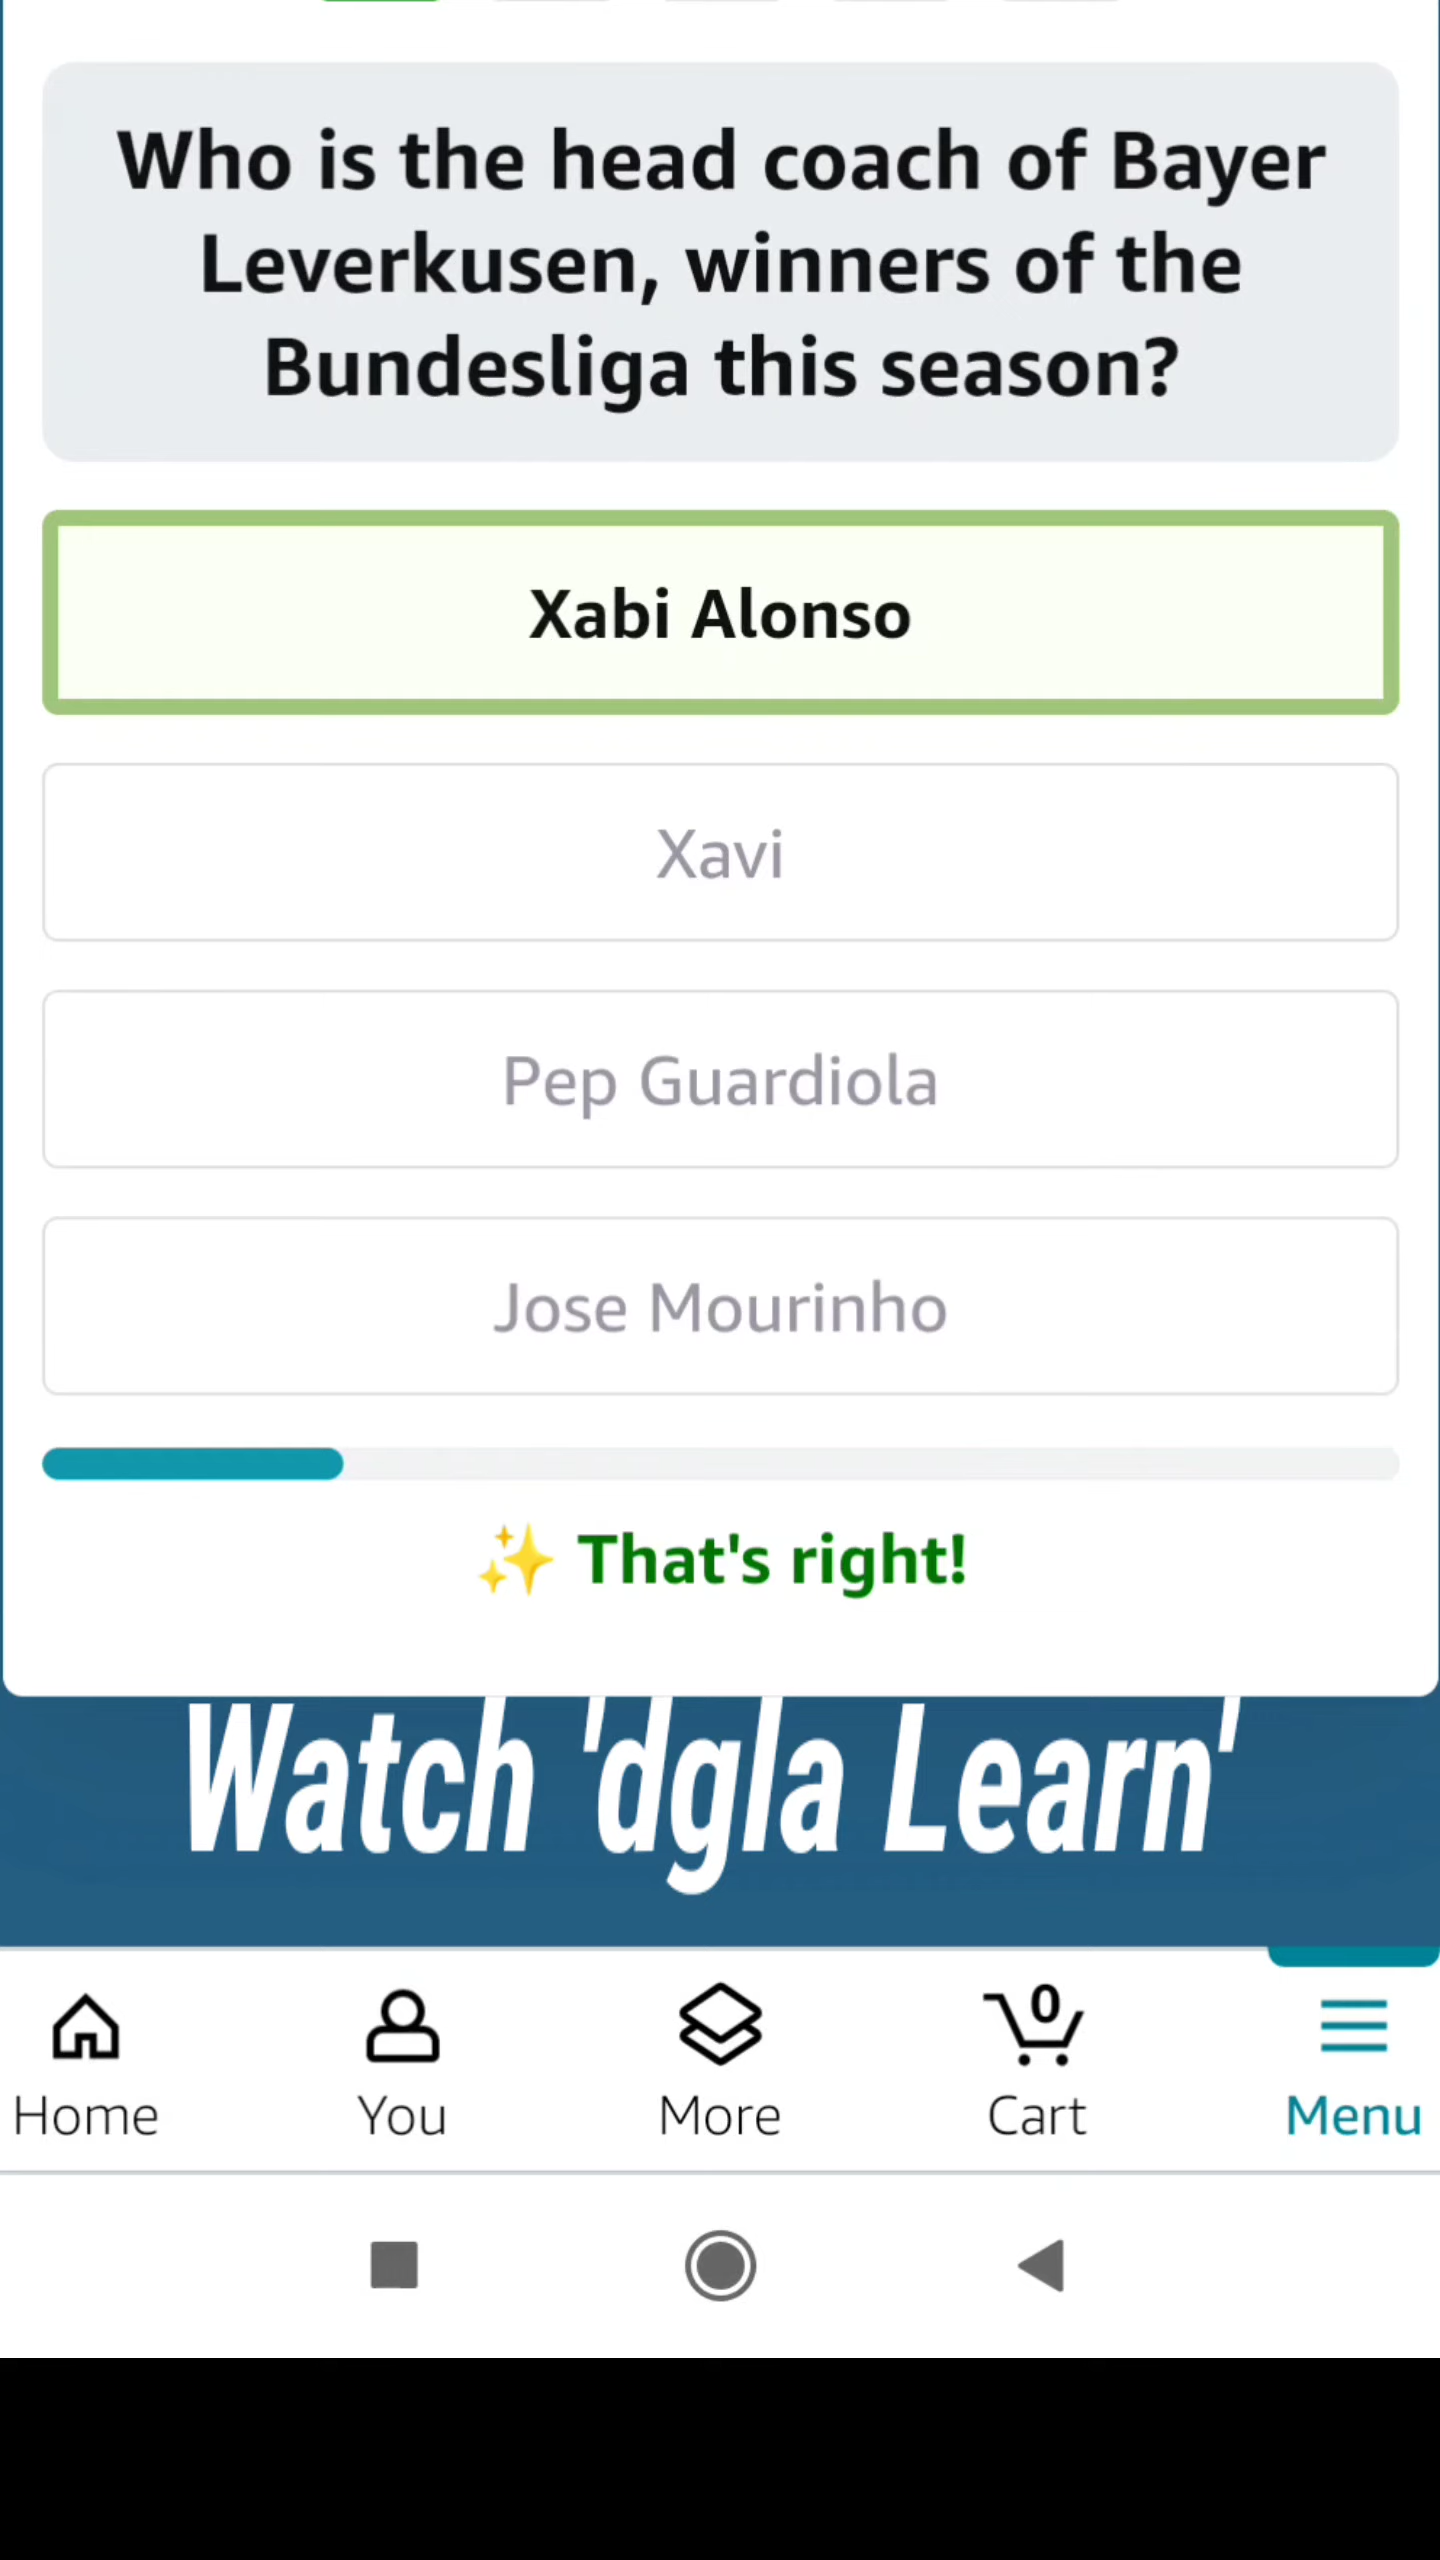 Who is the head coach of Bayer
Leverkusen, winners of the
Bundesliga this season?
Xabi Alonso
Xavi
Pep Guardiola
Jose Mourinho
✨ That's right!
Watch 'dgla Learn'
0
Home You More Cart Menu